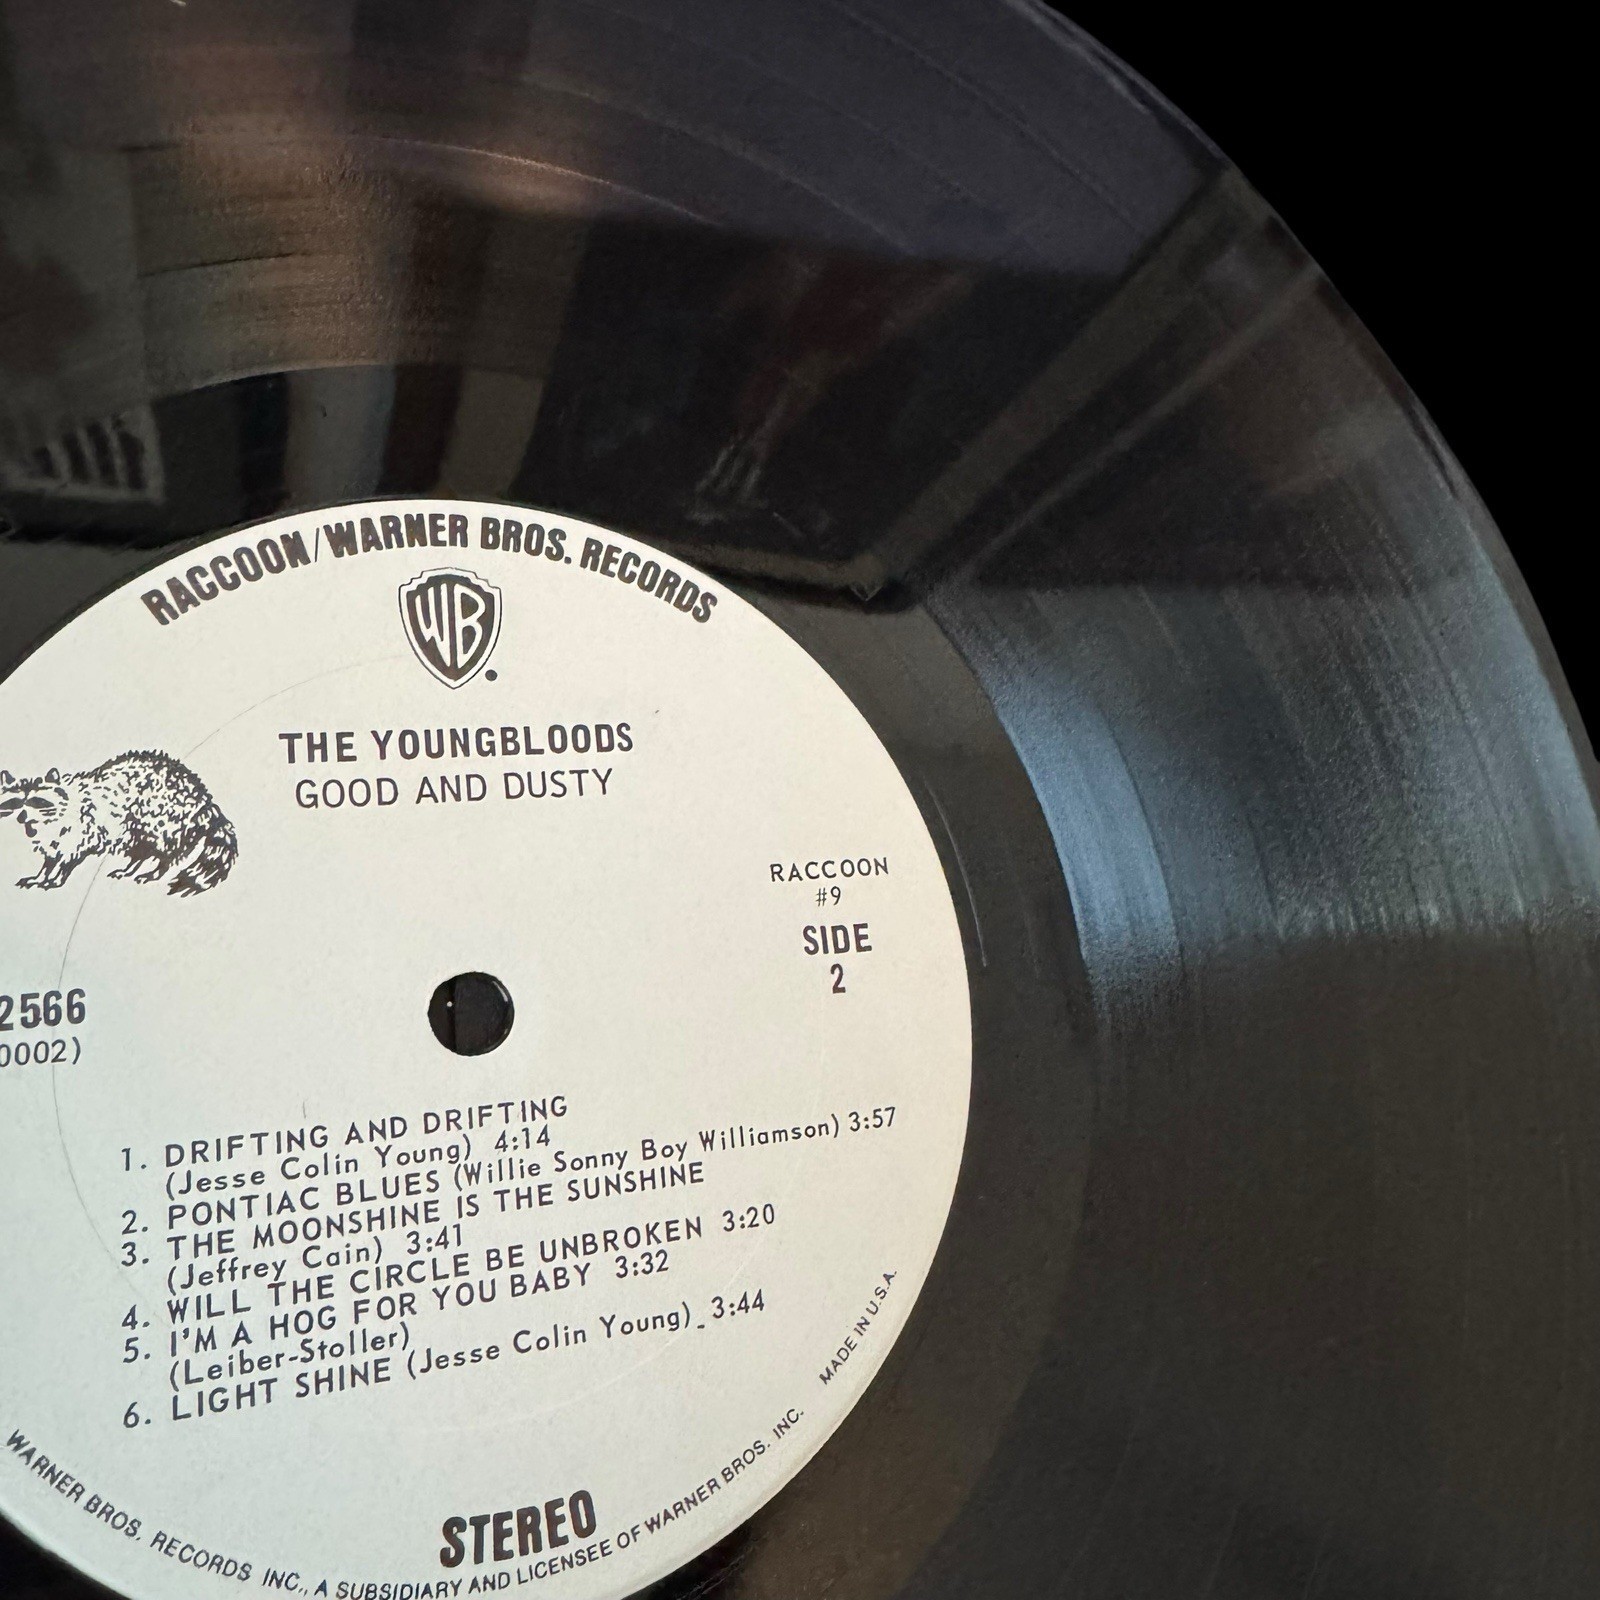 RACCOON/WARNER BROS. RECORDS
WB
THE YOUNGBLOODS
GOOD AND DUSTY
RACCOON
#9
SIDE
2
2566
0002)
1. DRIFTING AND DRIFTING
(Jesse Colin Young) 4:14
2. PONTIAC BLUES (Willie Sonny Boy Williamson) 3:57
3. THE MOONSHINE IS THE SUNSHINE
(Jeffrey Cain) 3:41
4. WILL THE CIRCLE BE UNBROKEN 3:20
5. I'M A HOG FOR YOU BABY 3:32
(Leiber-Stoller)
6. LIGHT SHINE (Jesse Colin Young) 3:44
STEREO
WARNER BROS. RECORDS INC., A SUBSIDIARY AND LICENSEE OF WARNER BROS. INC.
MADE IN U.S.A.